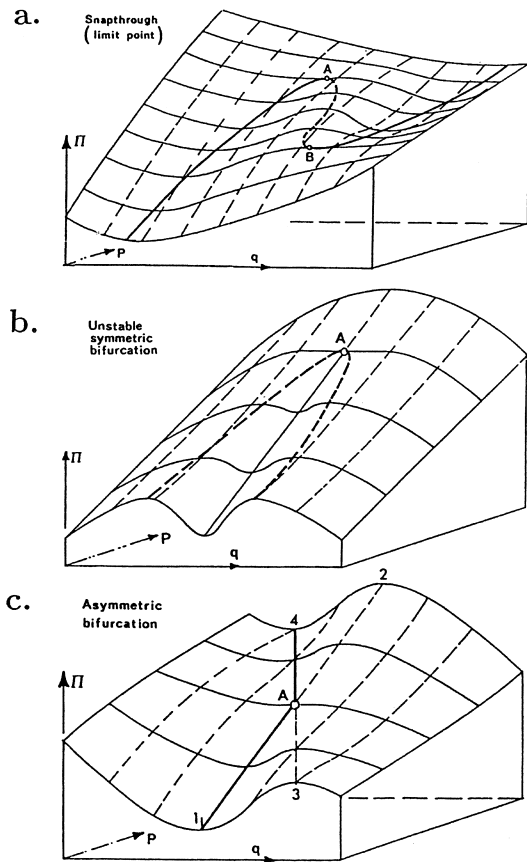 a.
Snapthrough
(limit point)
A
B
Π
P
q
b.
Unstable
symmetric
bifurcation
A
Π
P
q
c.
Asymmetric
bifurcation
2
4
A
Π
1
3
P
q